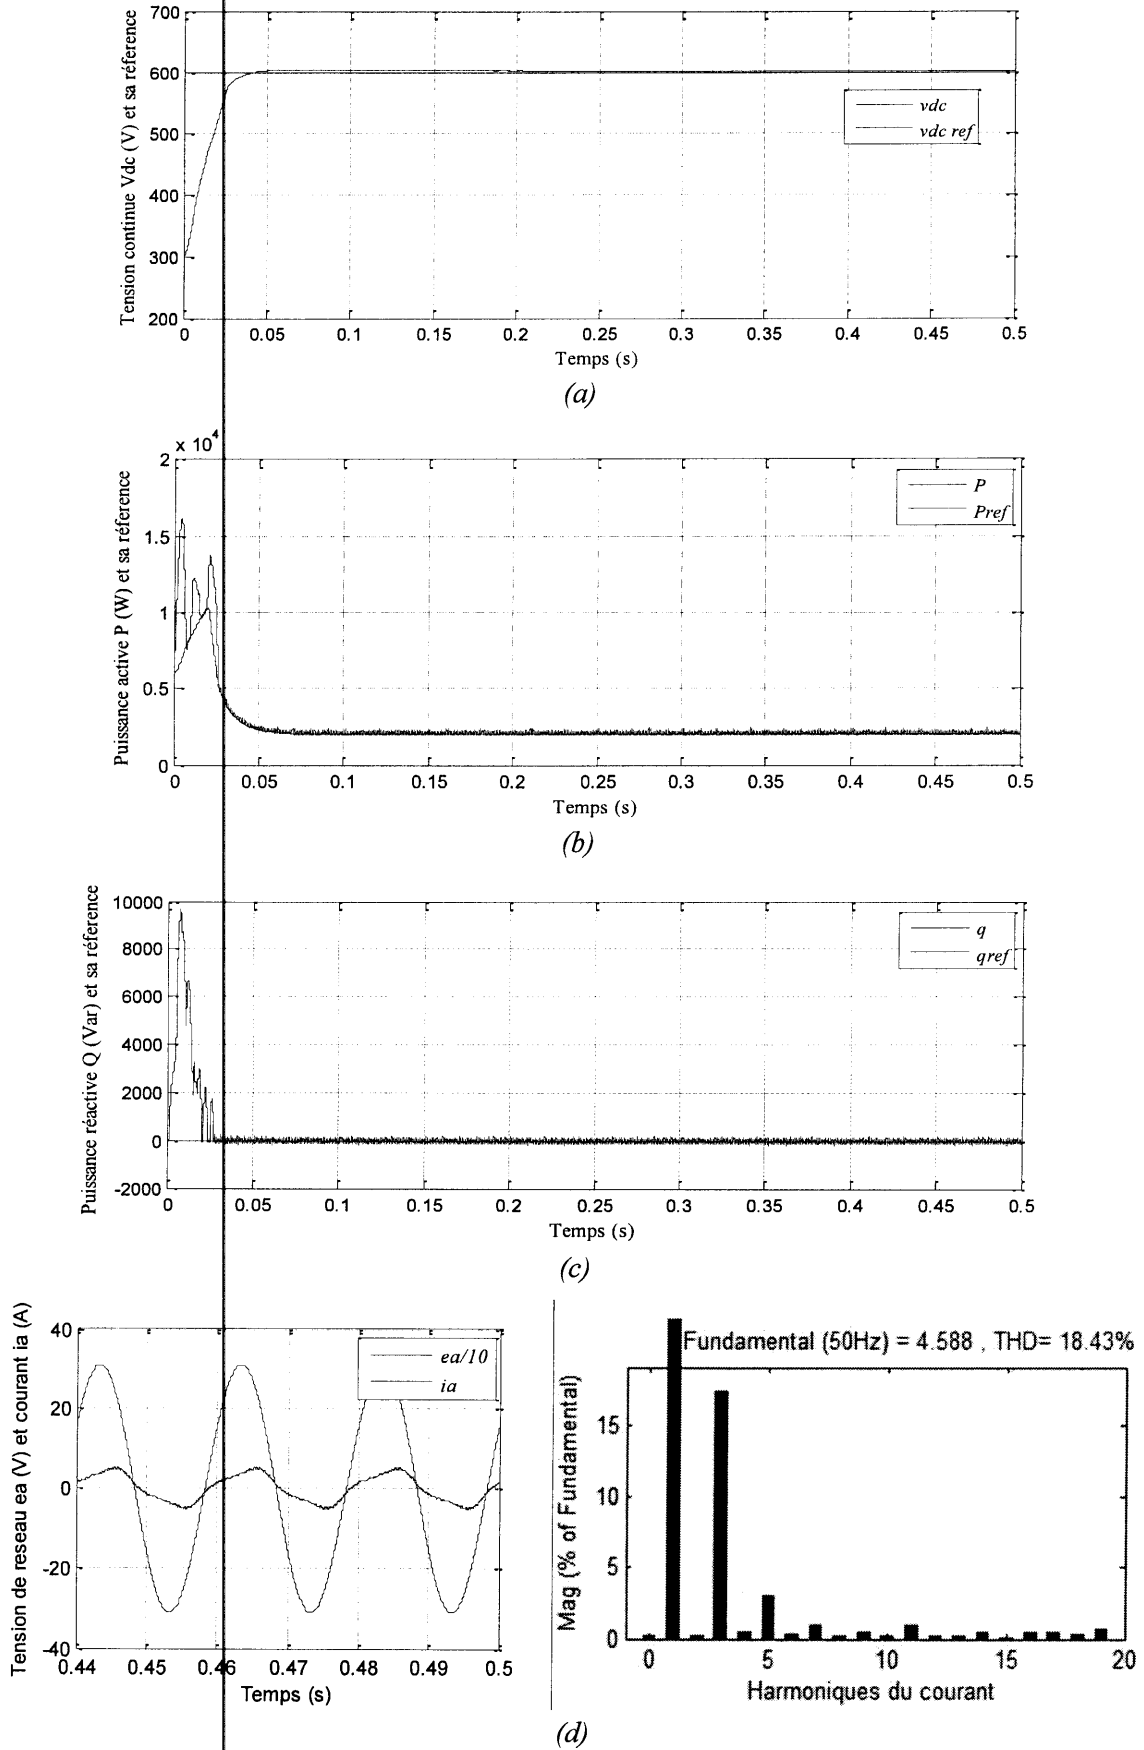 Tension continue Vdc (V) et sa réference
700
600
500
400
300
200
vdc
vdc ref
0 0.05 0.1 0.15 0.2 0.25 0.3 0.35 0.4 0.45 0.5
Temps (s)
(a)
Puissance active P (W) et sa réference
x 10^4
2
1.5
1
0.5
0
P
Pref
0 0.05 0.1 0.15 0.2 0.25 0.3 0.35 0.4 0.45 0.5
Temps (s)
(b)
Puissance réactive Q (Var) et sa réference
10000
8000
6000
4000
2000
0
-2000
q
qref
0 0.05 0.1 0.15 0.2 0.25 0.3 0.35 0.4 0.45 0.5
Temps (s)
(c)
Tension de reseau ea (V) et courant ia (A)
40
20
0
-20
-40
ea/10
ia
0.44 0.45 0.46 0.47 0.48 0.49 0.5
Temps (s)
Fundamental (50Hz) = 4.588 , THD= 18.43%
Mag (% of Fundamental)
15
10
5
0
0 5 10 15 20
Harmoniques du courant
(d)